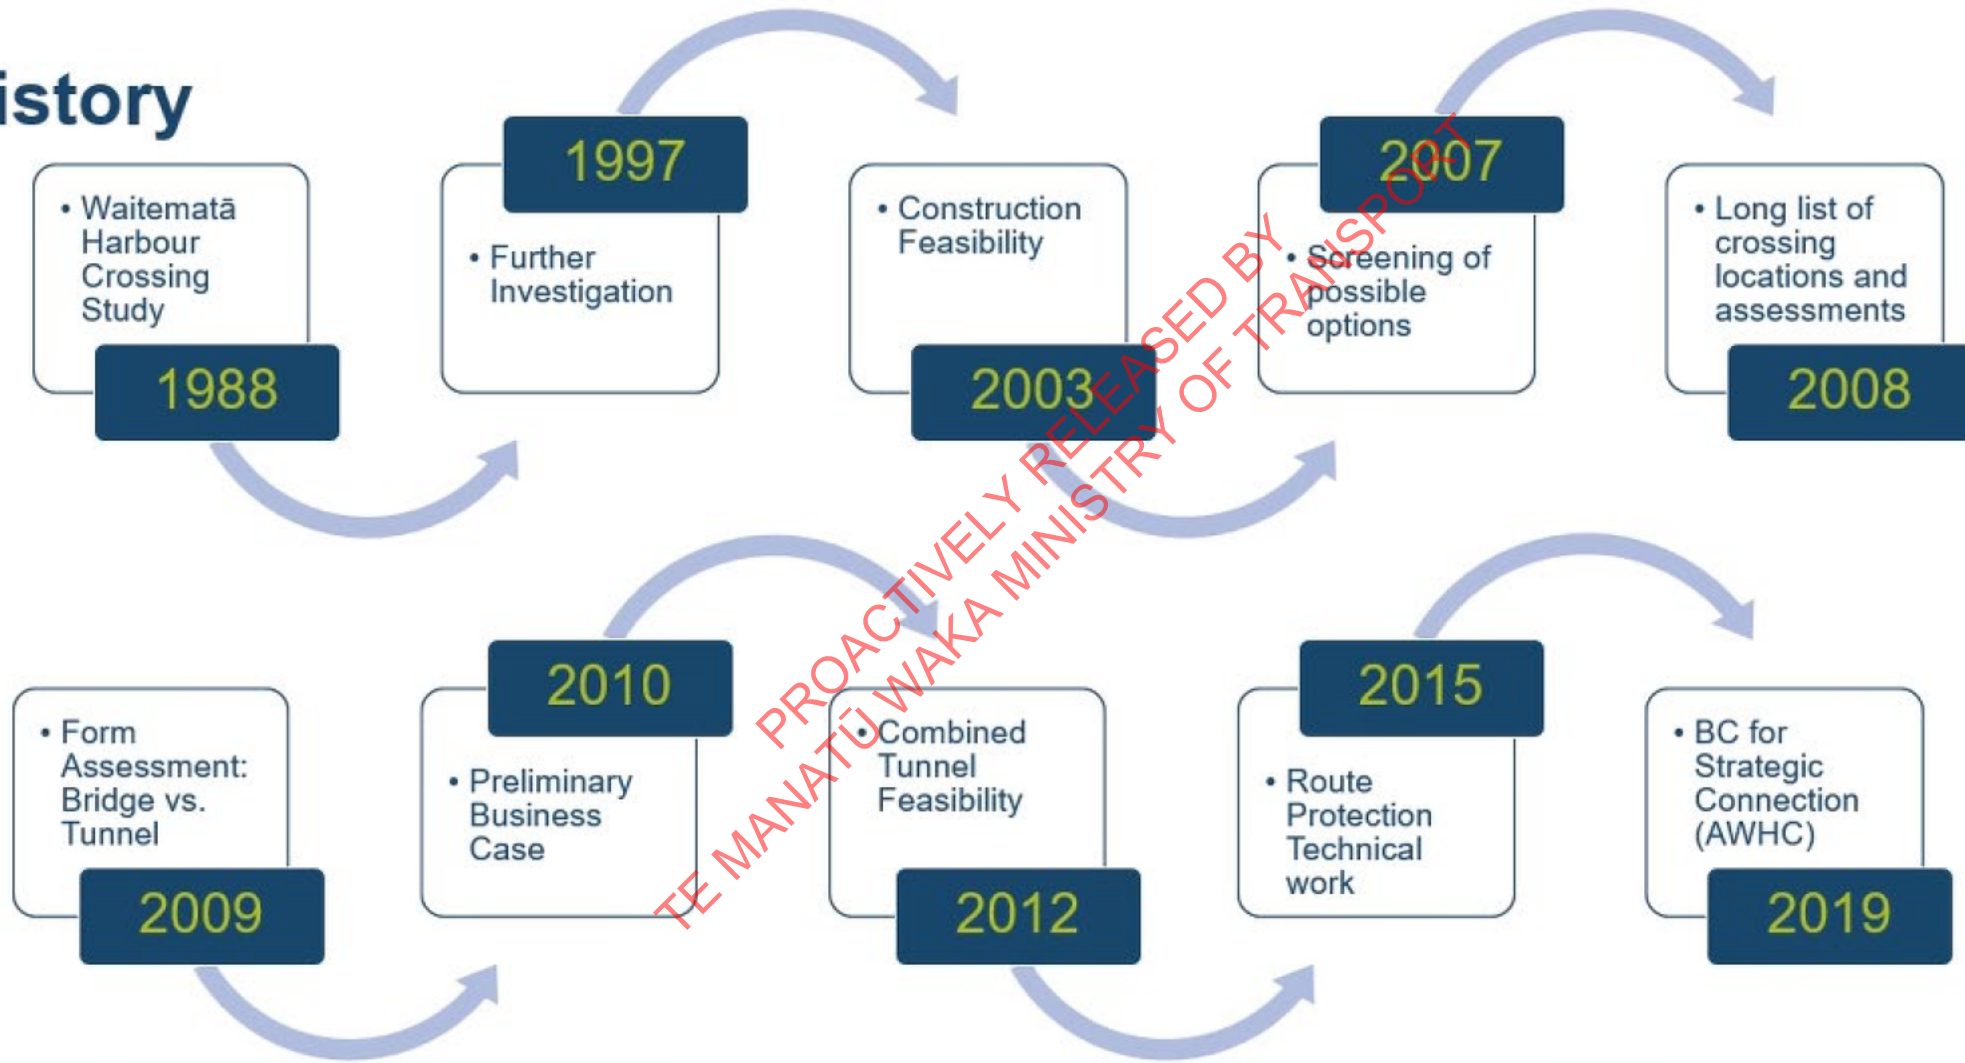 istory
• Waitematā
Harbour
Crossing
Study
1988
1997
• Further
Investigation
• Construction
Feasibility
2003
2007
• Screening of
possible
options
• Long list of
crossing
locations and
assessments
2008
• Form
Assessment:
Bridge vs.
Tunnel
2009
2010
• Preliminary
Business
Case
• Combined
Tunnel
Feasibility
2012
2015
• Route
Protection
Technical
work
• BC for
Strategic
Connection
(AWHC)
2019
PROACTIVELY RELEASED BY
TE MANATŪ WAKA MINISTRY OF TRANSPORT